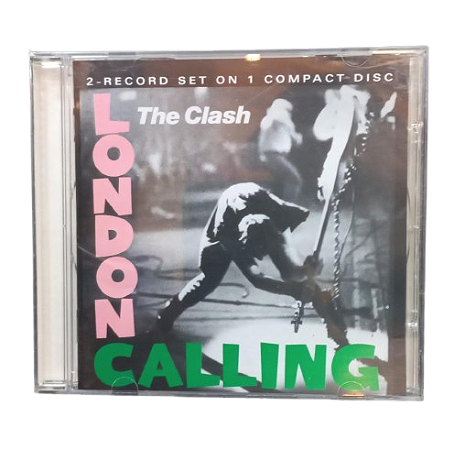 2-RECORD SET ON 1 COMPACT DISC
The Clash
LONDON
CALLING